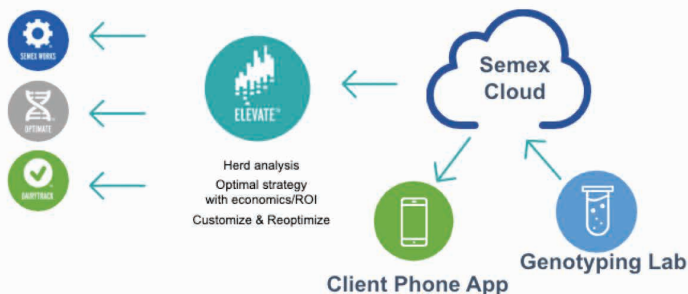 SEMEX WORKS
OPTIMATE
DAIRYTRACK
ELEVATE™
Herd analysis
Optimal strategy
with economics/ROI
Customize & Reoptimize
Semex
Cloud
Client Phone App
Genotyping Lab